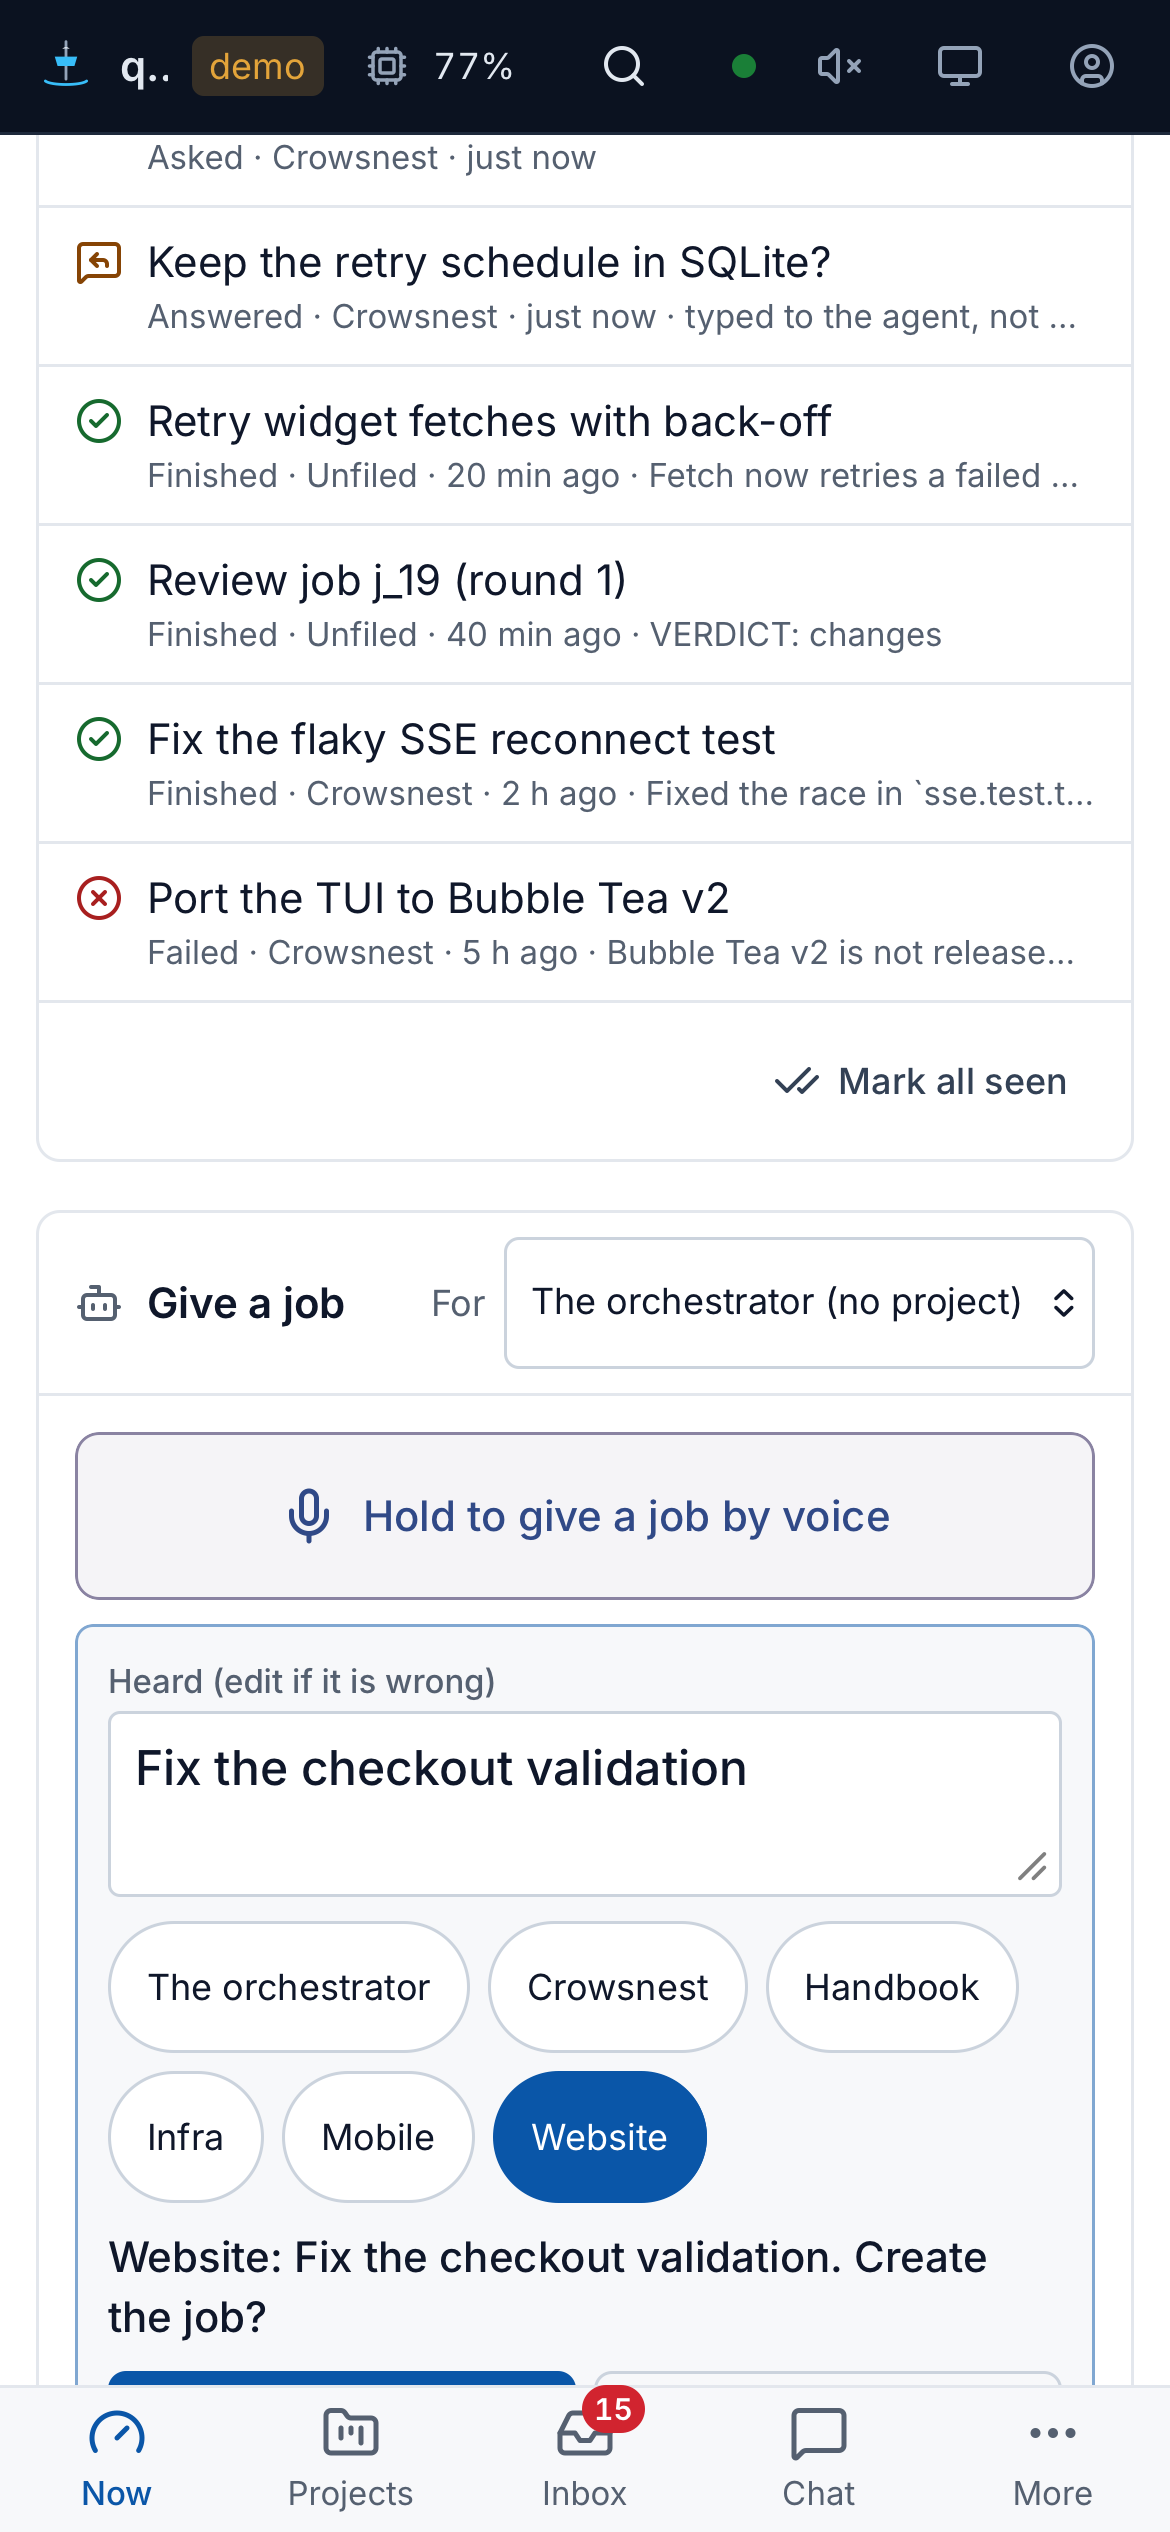 q.. demo 77%
Asked · Crowsnest · just now
Keep the retry schedule in SQLite?
Answered · Crowsnest · just now · typed to the agent, not ...
Retry widget fetches with back-off
Finished · Unfiled · 20 min ago · Fetch now retries a failed ...
Review job j_19 (round 1)
Finished · Unfiled · 40 min ago · VERDICT: changes
Fix the flaky SSE reconnect test
Finished · Crowsnest · 2 h ago · Fixed the race in `sse.test.t...
Port the TUI to Bubble Tea v2
Failed · Crowsnest · 5 h ago · Bubble Tea v2 is not release...
Mark all seen
Give a job For The orchestrator (no project)
Hold to give a job by voice
Heard (edit if it is wrong)
Fix the checkout validation
The orchestrator Crowsnest Handbook
Infra Mobile Website
Website: Fix the checkout validation. Create
the job?
15
Now Projects Inbox Chat More